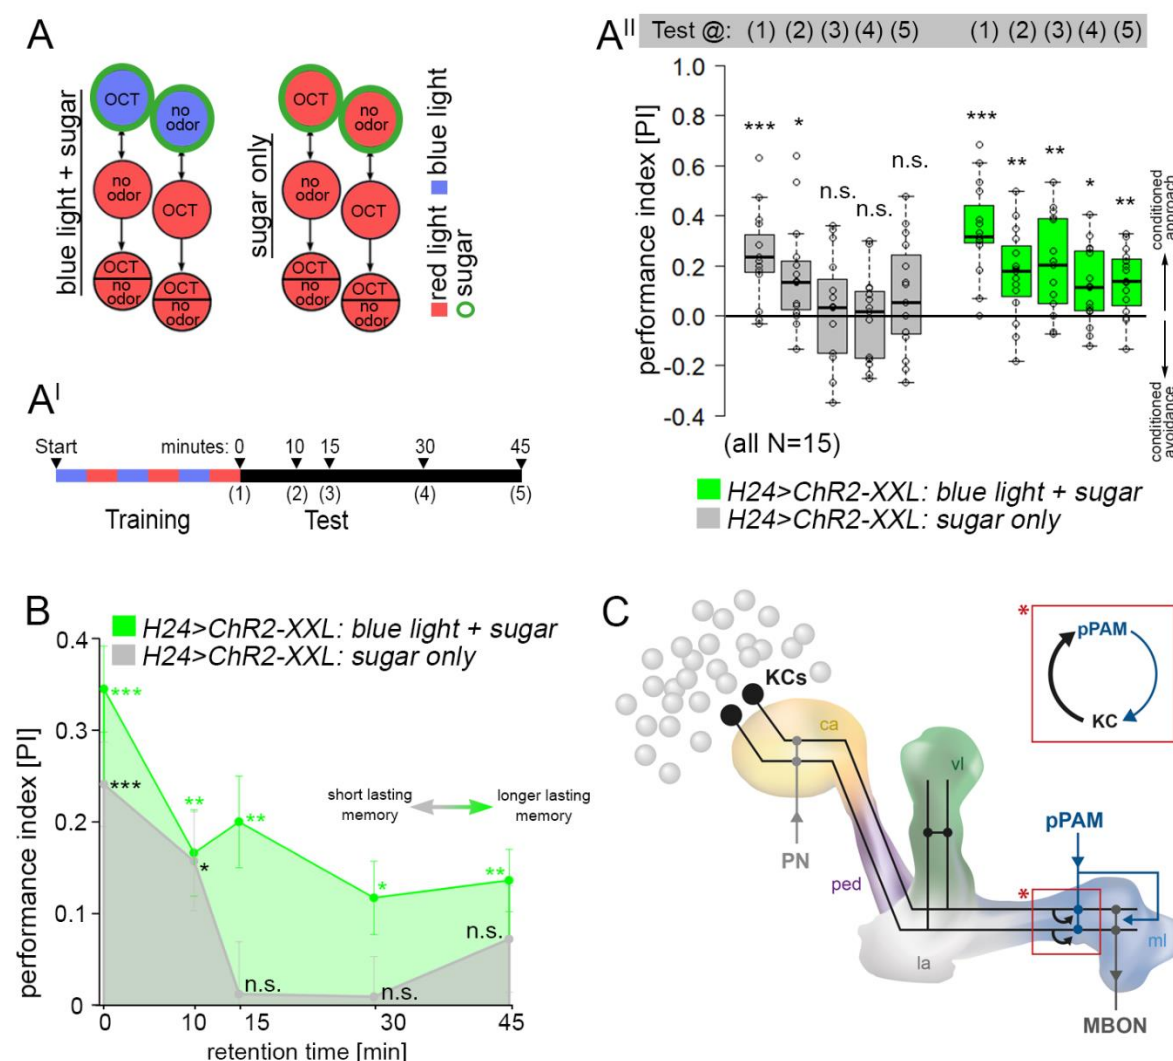 A
blue light + sugar
OCT
no
odor
no
odor
OCT
OCT
no
odor
OCT
no odor
sugar only
OCT
no
odor
no
odor
OCT
OCT
no
odor
OCT
no odor
red light
blue light
sugar
A^I
Start
minutes:
0
10
15
30
45
(1)
(2)
(3)
(4)
(5)
Training
Test
A^II
Test @: (1) (2) (3) (4) (5) (1) (2) (3) (4) (5)
performance index [PI]
1.0
0.8
0.6
0.4
0.2
0.0
-0.2
-0.4
***
*
n.s.
n.s.
n.s.
***
**
**
*
**
conditioned
approach
conditioned
avoidance
(all N=15)
H24>ChR2-XXL: blue light + sugar
H24>ChR2-XXL: sugar only
B
H24>ChR2-XXL: blue light + sugar
H24>ChR2-XXL: sugar only
performance index [PI]
0.4
0.3
0.2
0.1
0
***
***
**
*
**
n.s.
*
n.s.
**
n.s.
short lasting
memory
longer lasting
memory
0
10
15
30
45
retention time [min]
C
KCs
ca
PN
ped
vl
la
pPAM
*
ml
MBON
*
pPAM
KC